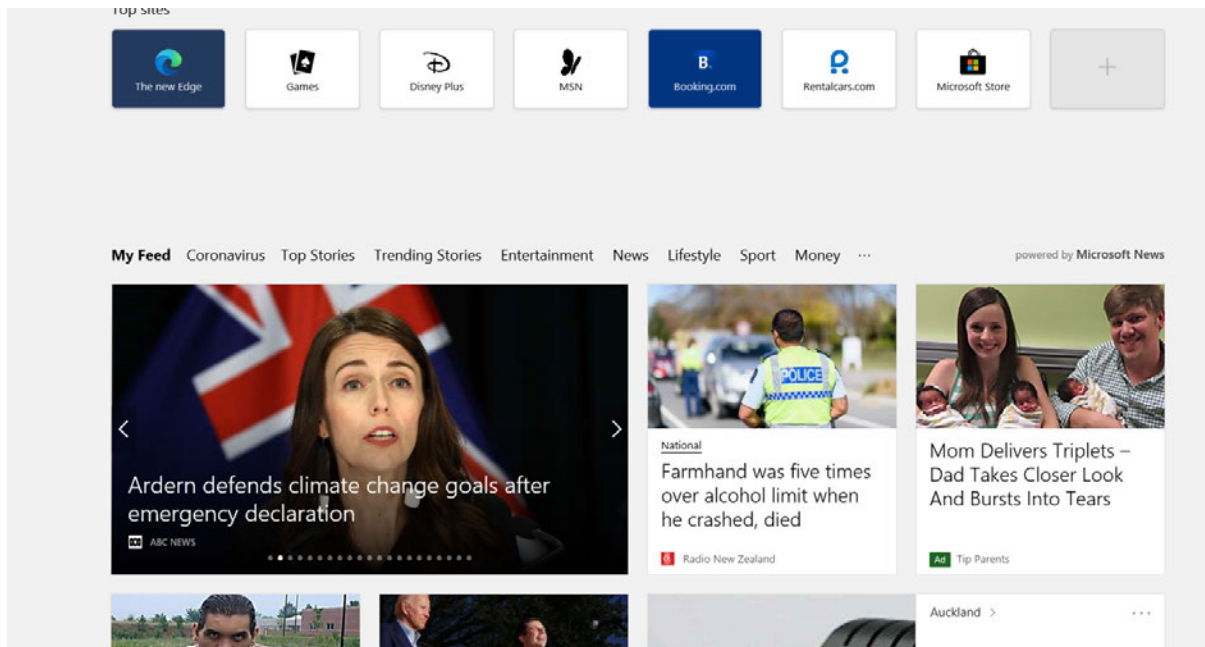 Top sites
The new Edge
Games
Disney Plus
MSN
B.
Booking.com
Rentalcars.com
Microsoft Store
My Feed Coronavirus Top Stories Trending Stories Entertainment News Lifestyle Sport Money ...
powered by Microsoft News
Ardern defends climate change goals after
emergency declaration
ABC NEWS
POLICE
National
Farmhand was five times
over alcohol limit when
he crashed, died
Radio New Zealand
Mom Delivers Triplets –
Dad Takes Closer Look
And Bursts Into Tears
Ad Tip Parents
Auckland >